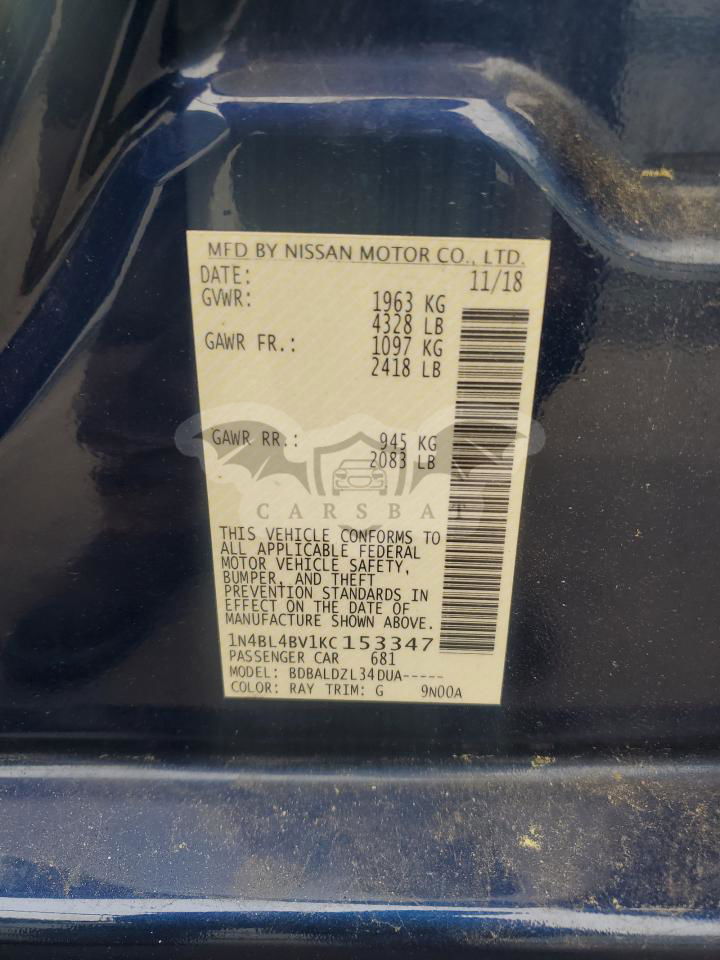 MFD BY NISSAN MOTOR CO., LTD.
DATE: 11/18
GVWR: 1963 KG
4328 LB
GAWR FR.: 1097 KG
2418 LB
GAWR RR.: 945 KG
2083 LB
CARSBAT
THIS VEHICLE CONFORMS TO
ALL APPLICABLE FEDERAL
MOTOR VEHICLE SAFETY,
BUMPER, AND THEFT
PREVENTION STANDARDS IN
EFFECT ON THE DATE OF
MANUFACTURE SHOWN ABOVE.
1N4BL4BV1KC153347
PASSENGER CAR 681
MODEL: BDBALDZL34DUA-----
COLOR: RAY TRIM: G 9N00A